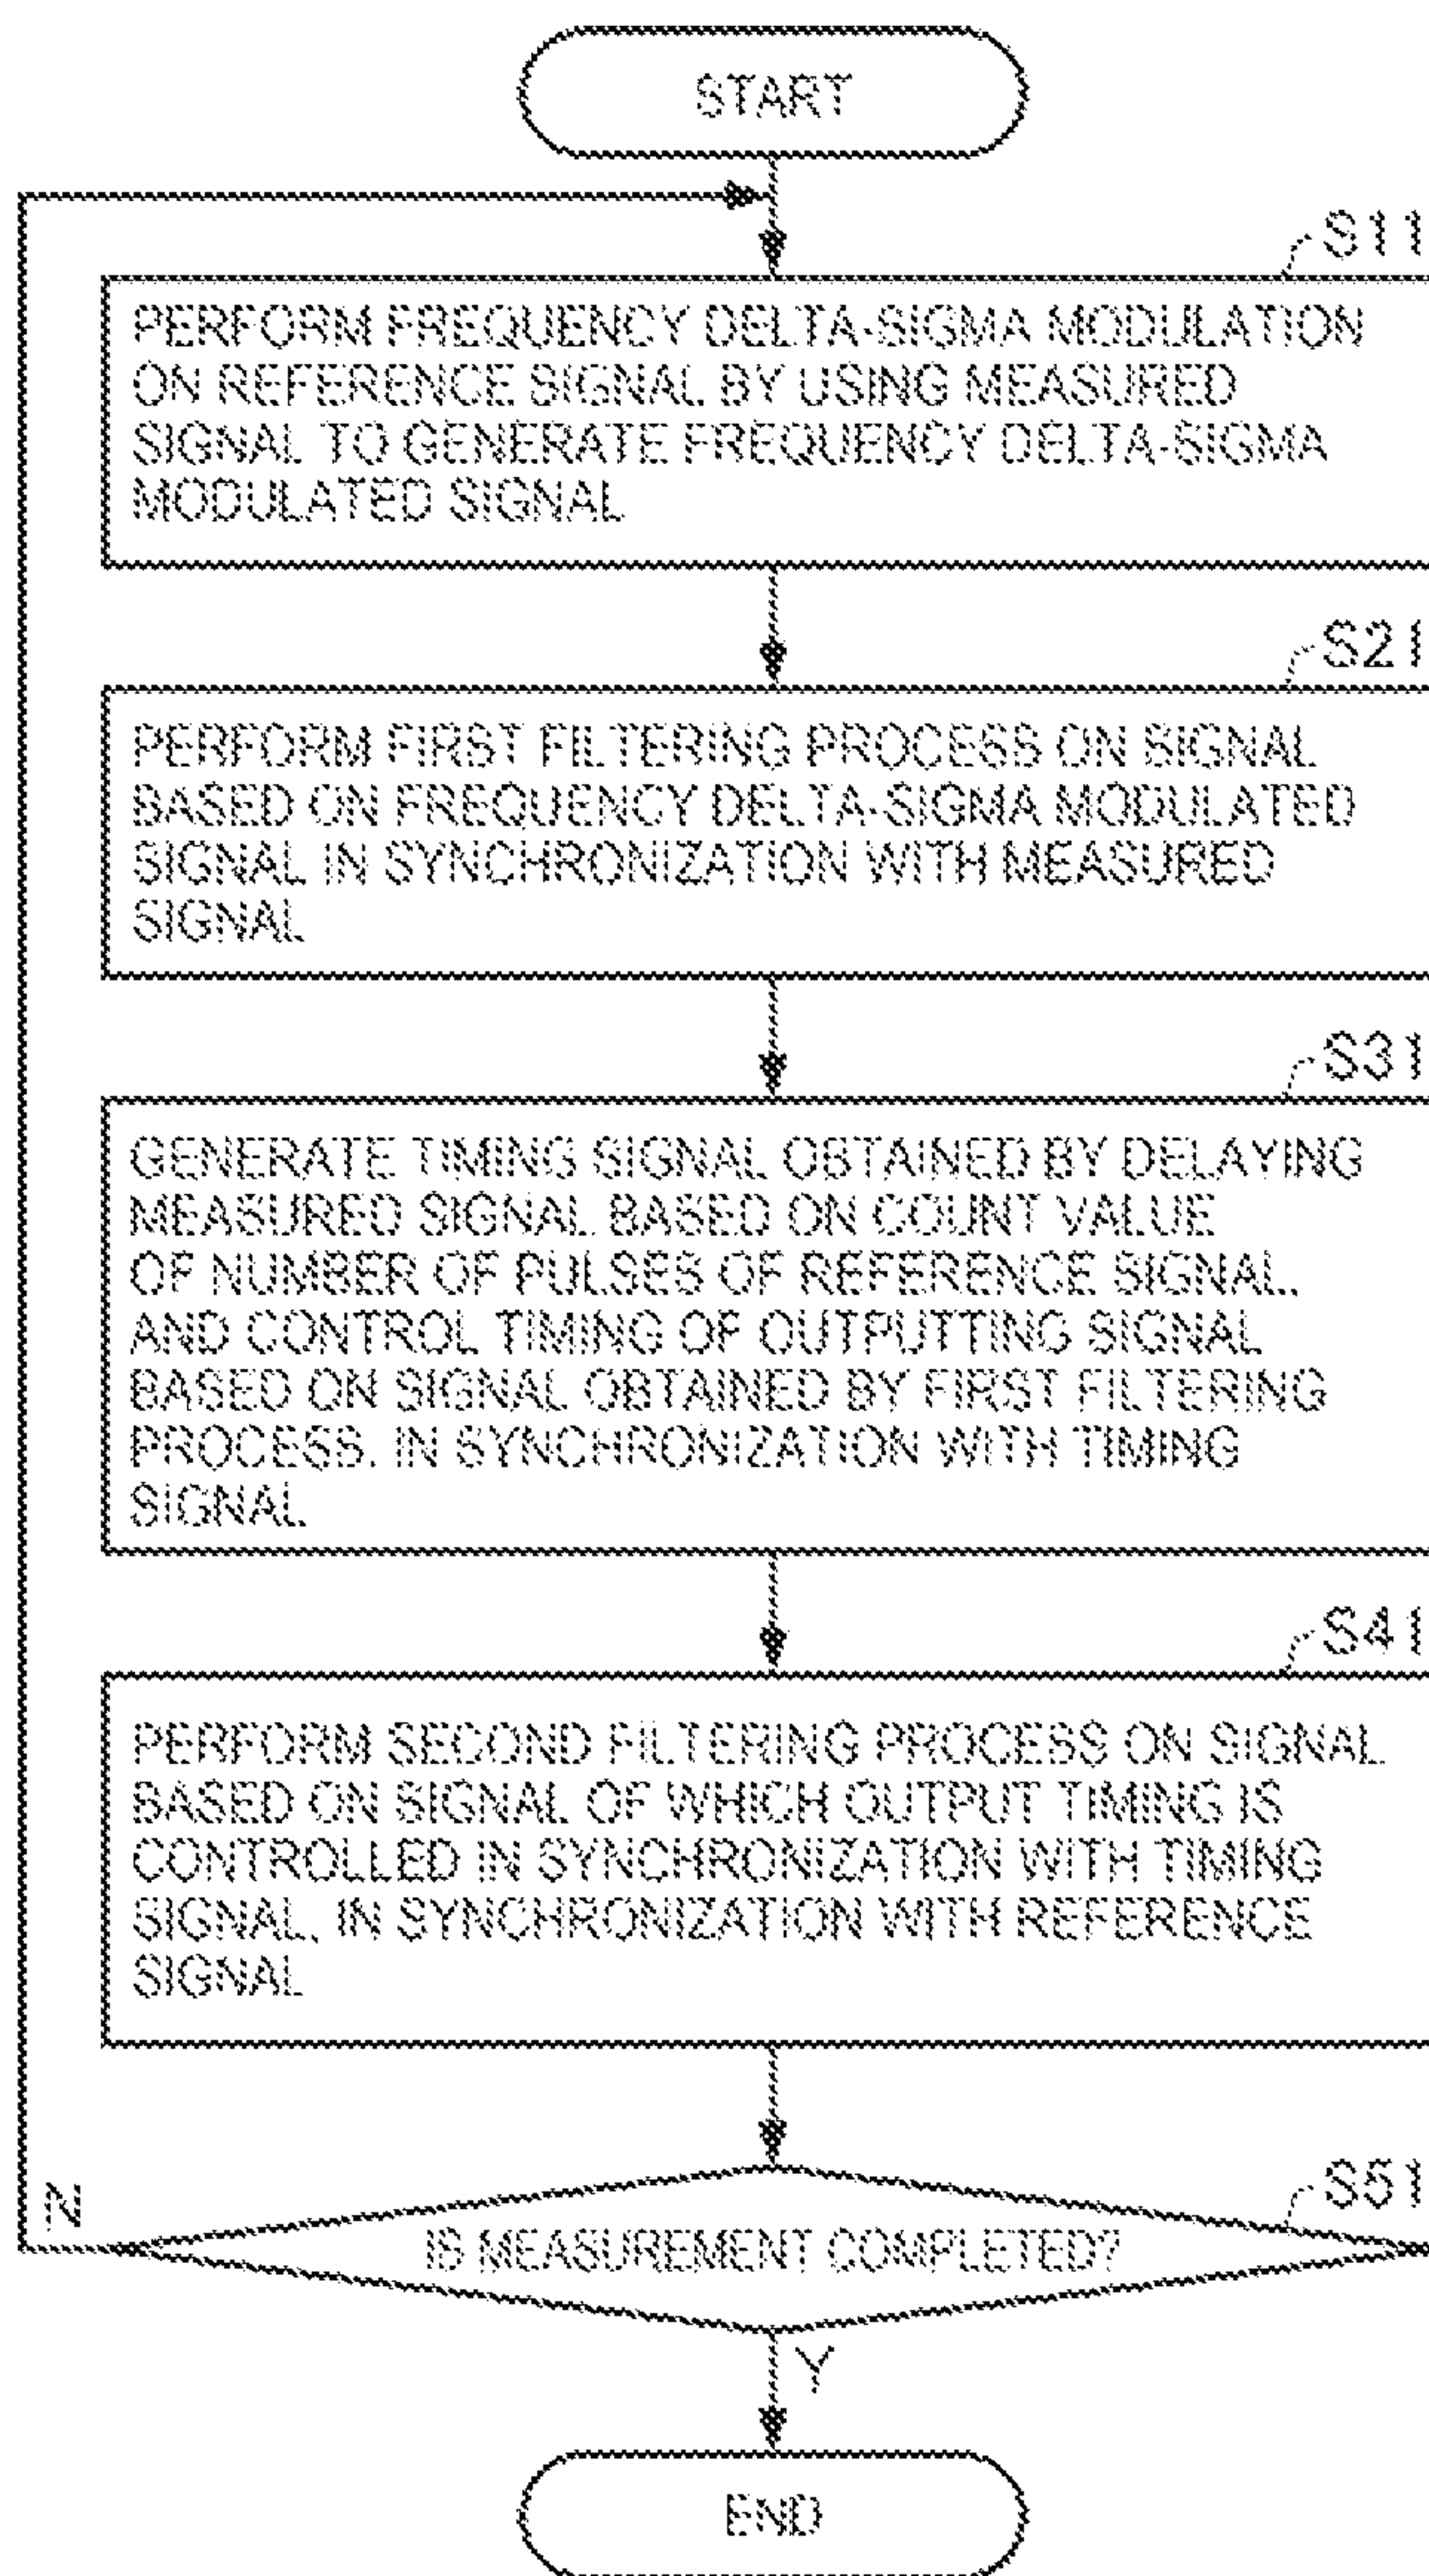 START
S11
PERFORM FREQUENCY DELTA-SIGMA MODULATION
ON REFERENCE SIGNAL BY USING MEASURED
SIGNAL TO GENERATE FREQUENCY DELTA-SIGMA
MODULATED SIGNAL
S21
PERFORM FIRST FILTERING PROCESS ON SIGNAL
BASED ON FREQUENCY DELTA-SIGMA MODULATED
SIGNAL IN SYNCHRONIZATION WITH MEASURED
SIGNAL
S31
GENERATE TIMING SIGNAL OBTAINED BY DELAYING
MEASURED SIGNAL BASED ON COUNT VALUE
OF NUMBER OF PULSES OF REFERENCE SIGNAL,
AND CONTROL TIMING OF OUTPUTTING SIGNAL
BASED ON SIGNAL OBTAINED BY FIRST FILTERING
PROCESS, IN SYNCHRONIZATION WITH TIMING
SIGNAL
S41
PERFORM SECOND FILTERING PROCESS ON SIGNAL
BASED ON SIGNAL OF WHICH OUTPUT TIMING IS
CONTROLLED IN SYNCHRONIZATION WITH TIMING
SIGNAL, IN SYNCHRONIZATION WITH REFERENCE
SIGNAL
S51
N
IS MEASUREMENT COMPLETED?
Y
END